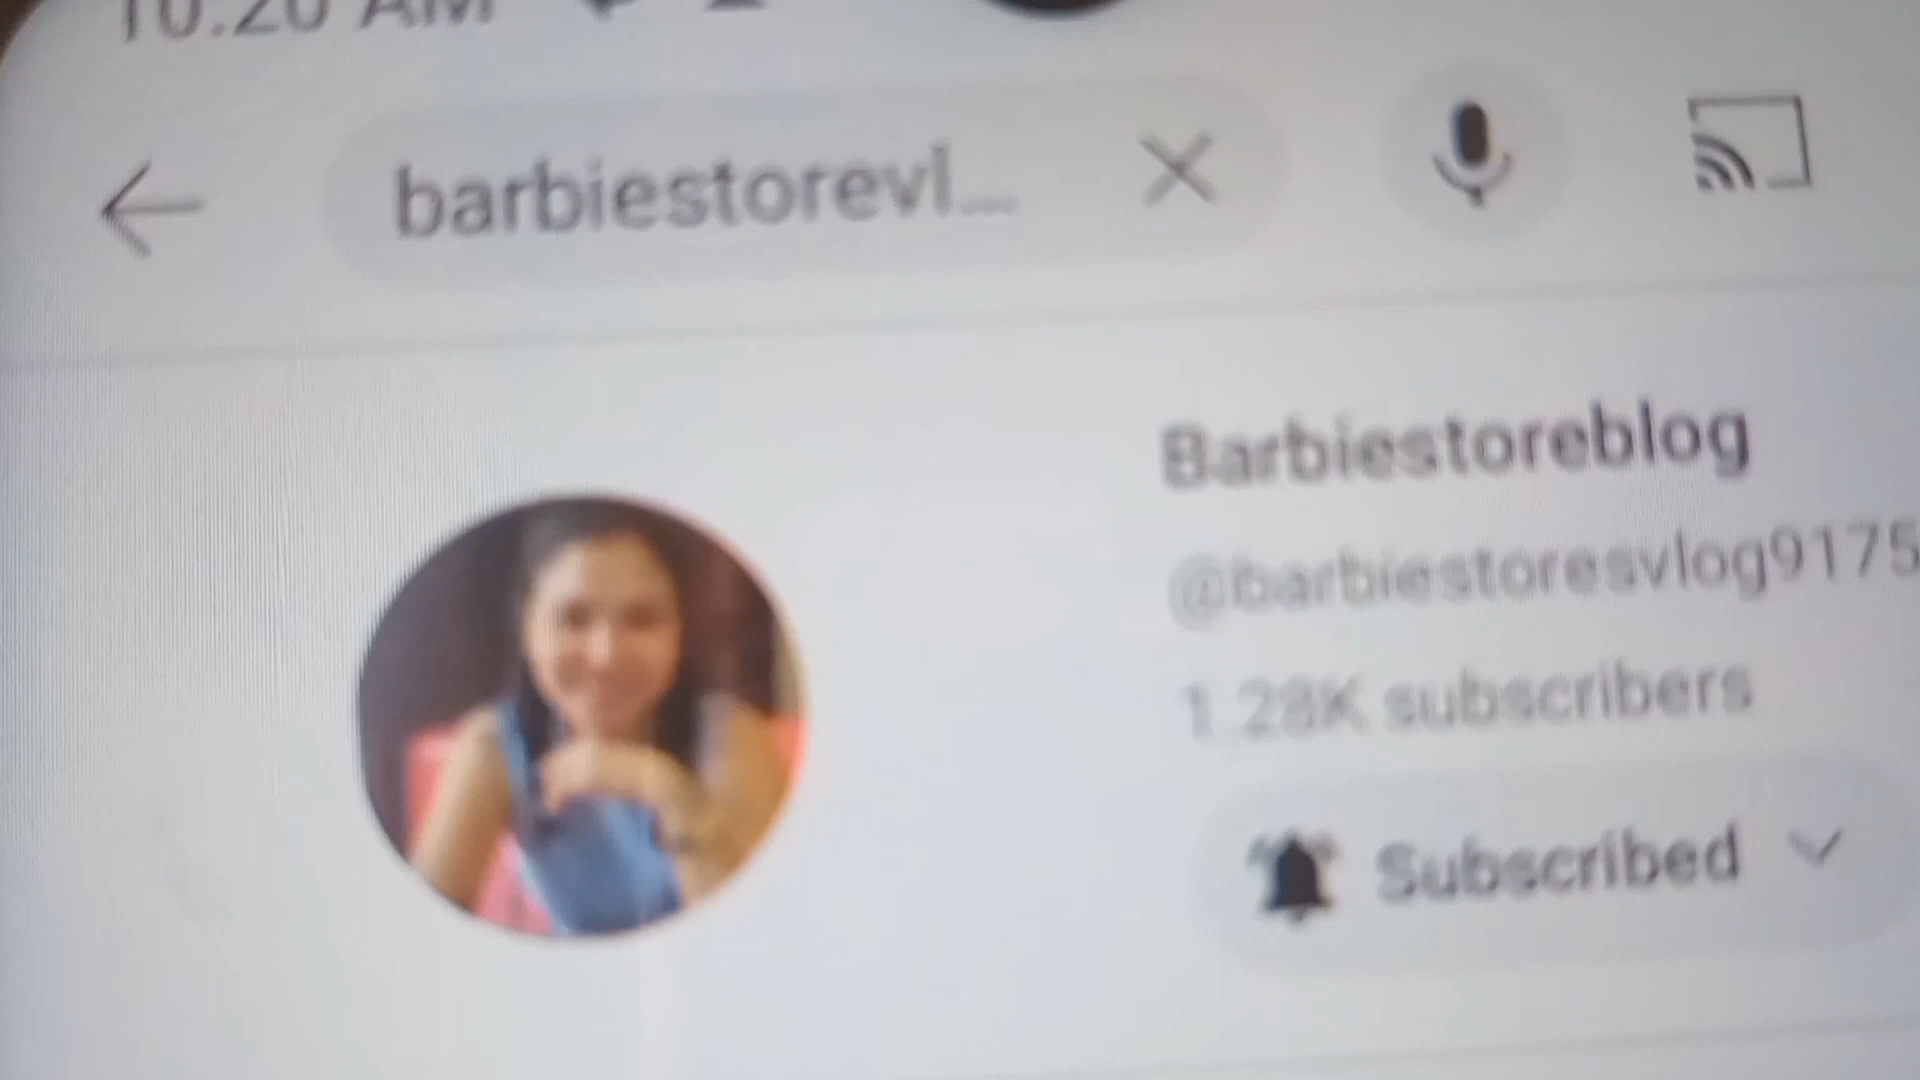 10:20 AM
barbiestorevl...
Barbiestoreblog
@barbiestoresvlog9175
1.28K subscribers
Subscribed